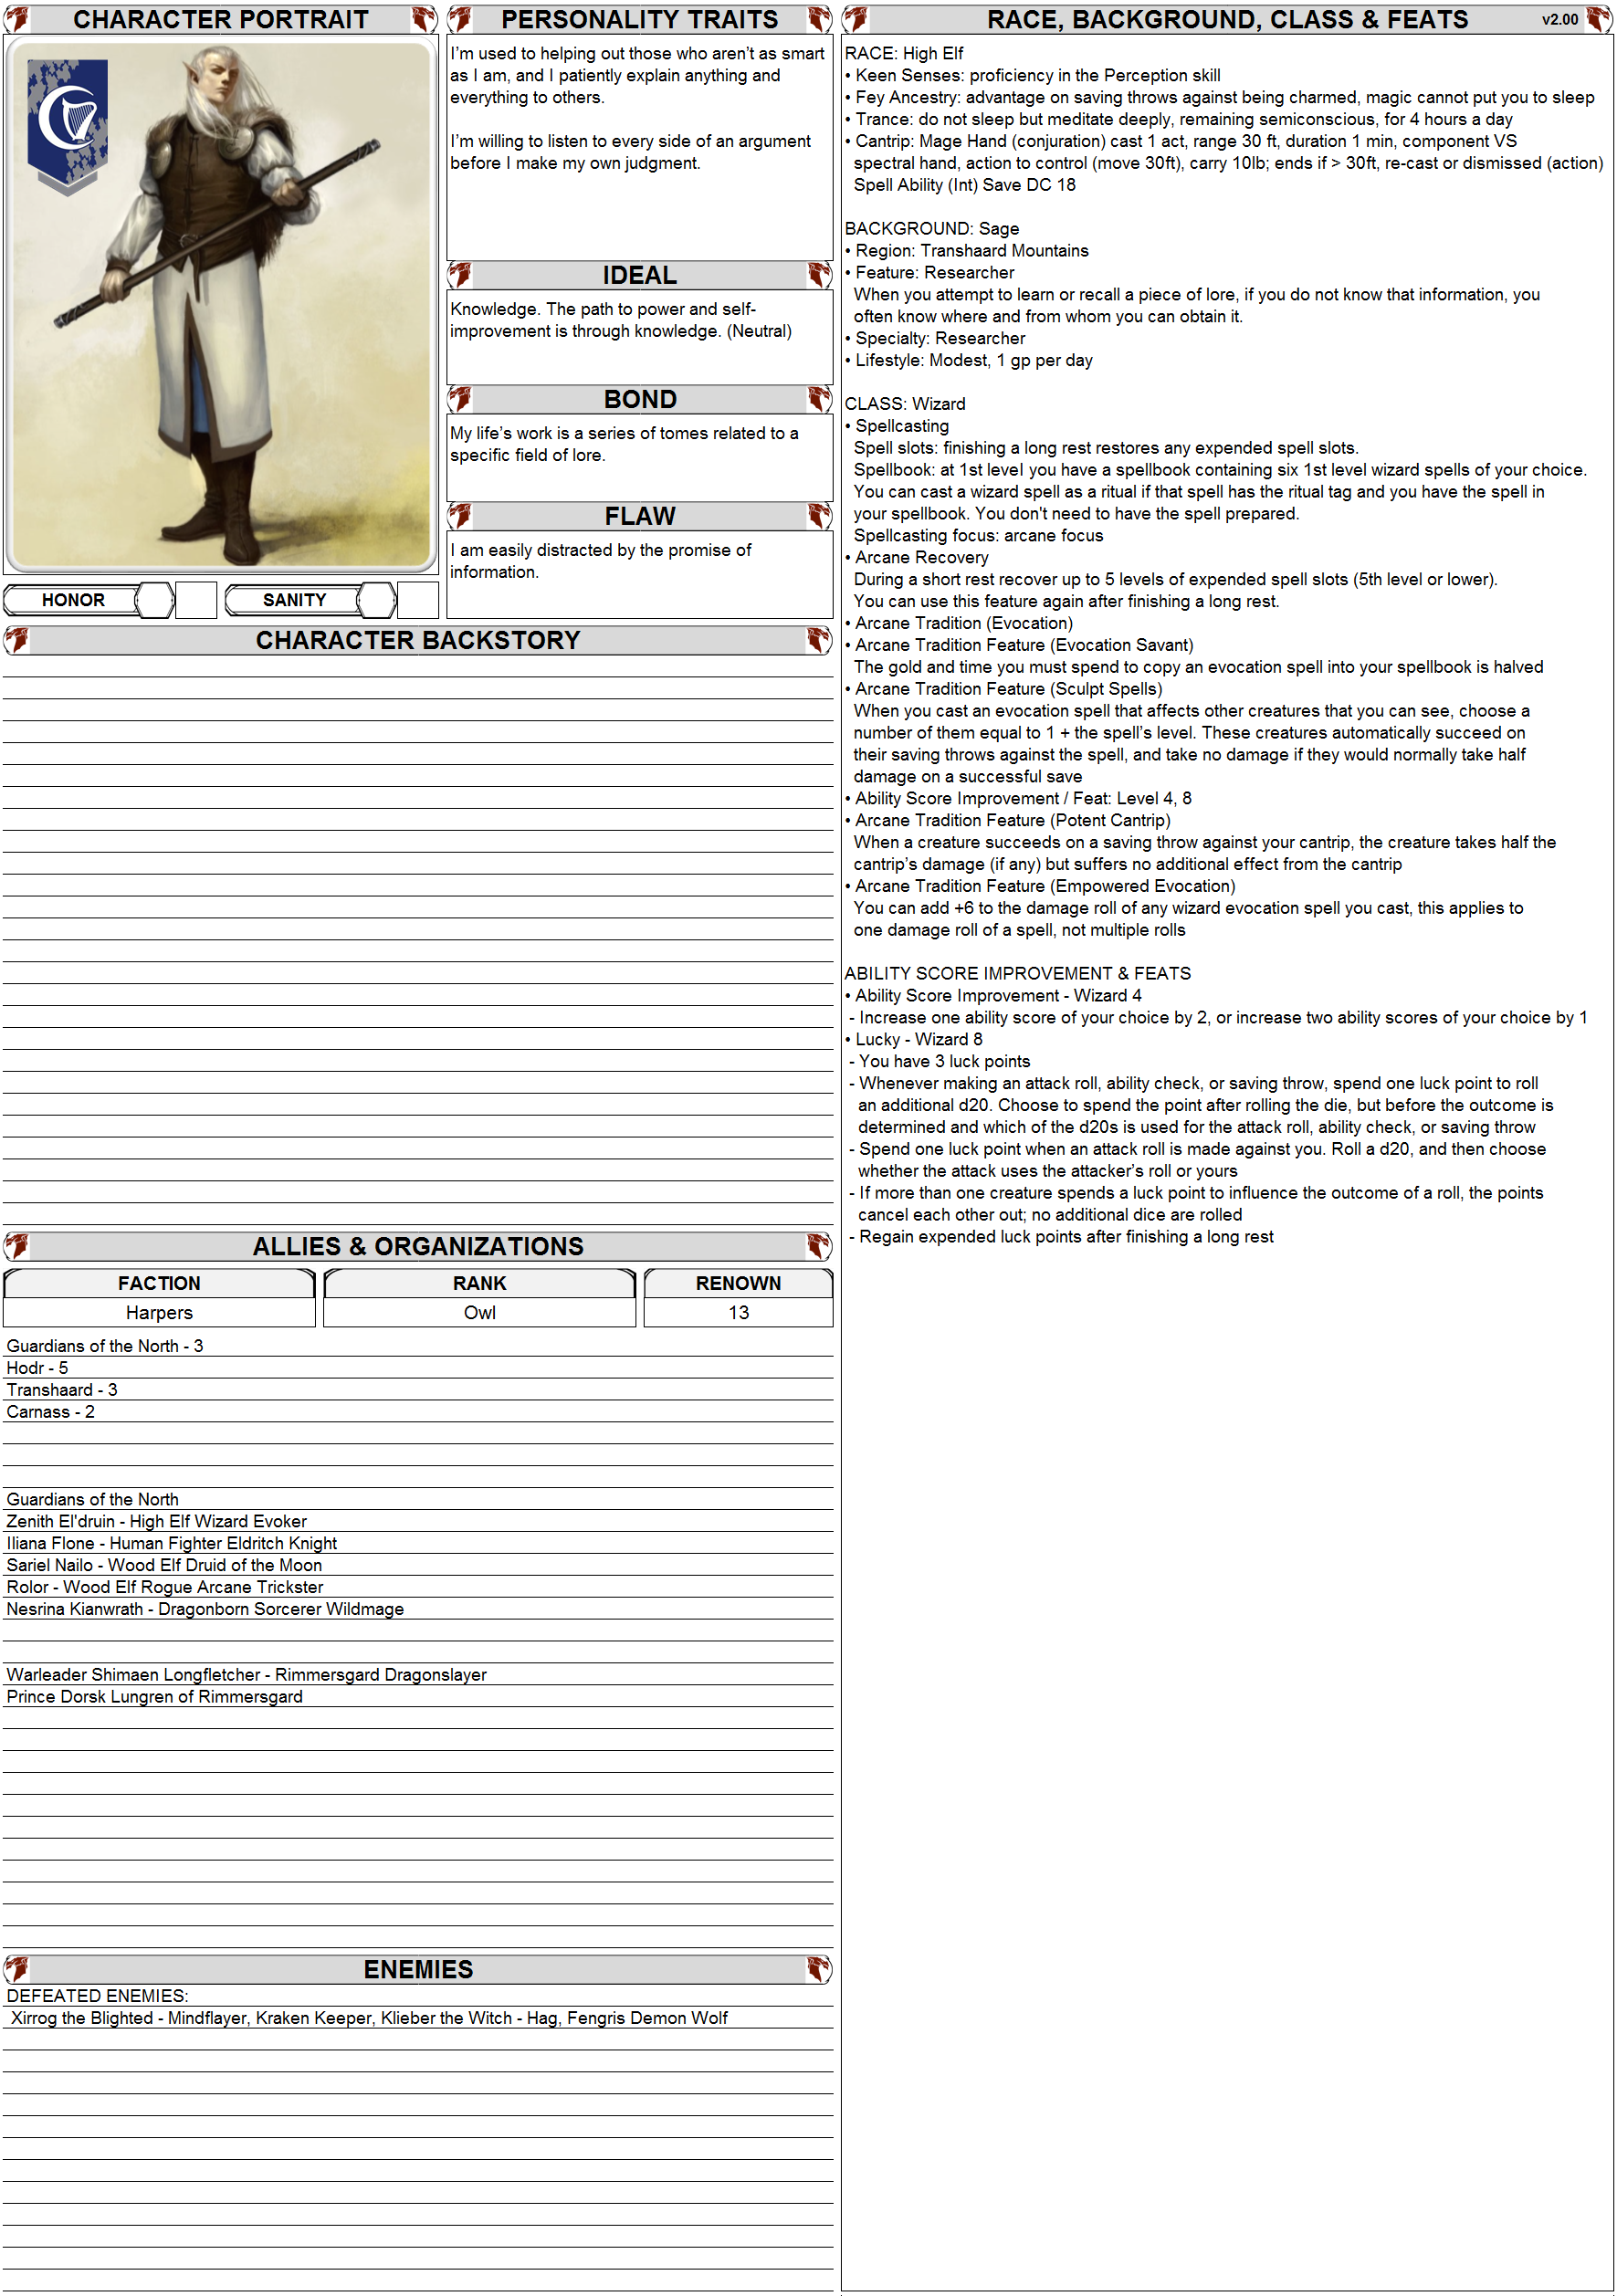 CHARACTER PORTRAIT
HONOR
SANITY
PERSONALITY TRAITS
I’m used to helping out those who aren’t as smart
as I am, and I patiently explain anything and
everything to others.
I’m willing to listen to every side of an argument
before I make my own judgment.
IDEAL
Knowledge. The path to power and self-
improvement is through knowledge. (Neutral)
BOND
My life’s work is a series of tomes related to a
specific field of lore.
FLAW
I am easily distracted by the promise of
information.
CHARACTER BACKSTORY
ALLIES & ORGANIZATIONS
FACTION
RANK
RENOWN
Harpers
Owl
13
Guardians of the North - 3
Hodr - 5
Transhaard - 3
Carnass - 2
Guardians of the North
Zenith El'druin - High Elf Wizard Evoker
Iliana Flone - Human Fighter Eldritch Knight
Sariel Nailo - Wood Elf Druid of the Moon
Rolor - Wood Elf Rogue Arcane Trickster
Nesrina Kianwrath - Dragonborn Sorcerer Wildmage
Warleader Shimaen Longfletcher - Rimmersgard Dragonslayer
Prince Dorsk Lungren of Rimmersgard
ENEMIES
DEFEATED ENEMIES:
Xirrog the Blighted - Mindflayer, Kraken Keeper, Klieber the Witch - Hag, Fengris Demon Wolf
RACE, BACKGROUND, CLASS & FEATS
v2.00
RACE: High Elf
• Keen Senses: proficiency in the Perception skill
• Fey Ancestry: advantage on saving throws against being charmed, magic cannot put you to sleep
• Trance: do not sleep but meditate deeply, remaining semiconscious, for 4 hours a day
• Cantrip: Mage Hand (conjuration) cast 1 act, range 30 ft, duration 1 min, component VS
spectral hand, action to control (move 30ft), carry 10lb; ends if > 30ft, re-cast or dismissed (action)
Spell Ability (Int) Save DC 18
BACKGROUND: Sage
• Region: Transhaard Mountains
• Feature: Researcher
When you attempt to learn or recall a piece of lore, if you do not know that information, you
often know where and from whom you can obtain it.
• Specialty: Researcher
• Lifestyle: Modest, 1 gp per day
CLASS: Wizard
• Spellcasting
Spell slots: finishing a long rest restores any expended spell slots.
Spellbook: at 1st level you have a spellbook containing six 1st level wizard spells of your choice.
You can cast a wizard spell as a ritual if that spell has the ritual tag and you have the spell in
your spellbook. You don't need to have the spell prepared.
Spellcasting focus: arcane focus
• Arcane Recovery
During a short rest recover up to 5 levels of expended spell slots (5th level or lower).
You can use this feature again after finishing a long rest.
• Arcane Tradition (Evocation)
• Arcane Tradition Feature (Evocation Savant)
The gold and time you must spend to copy an evocation spell into your spellbook is halved
• Arcane Tradition Feature (Sculpt Spells)
When you cast an evocation spell that affects other creatures that you can see, choose a
number of them equal to 1 + the spell’s level. These creatures automatically succeed on
their saving throws against the spell, and take no damage if they would normally take half
damage on a successful save
• Ability Score Improvement / Feat: Level 4, 8
• Arcane Tradition Feature (Potent Cantrip)
When a creature succeeds on a saving throw against your cantrip, the creature takes half the
cantrip’s damage (if any) but suffers no additional effect from the cantrip
• Arcane Tradition Feature (Empowered Evocation)
You can add +6 to the damage roll of any wizard evocation spell you cast, this applies to
one damage roll of a spell, not multiple rolls
ABILITY SCORE IMPROVEMENT & FEATS
• Ability Score Improvement - Wizard 4
- Increase one ability score of your choice by 2, or increase two ability scores of your choice by 1
• Lucky - Wizard 8
- You have 3 luck points
- Whenever making an attack roll, ability check, or saving throw, spend one luck point to roll
an additional d20. Choose to spend the point after rolling the die, but before the outcome is
determined and which of the d20s is used for the attack roll, ability check, or saving throw
- Spend one luck point when an attack roll is made against you. Roll a d20, and then choose
whether the attack uses the attacker’s roll or yours
- If more than one creature spends a luck point to influence the outcome of a roll, the points
cancel each other out; no additional dice are rolled
- Regain expended luck points after finishing a long rest